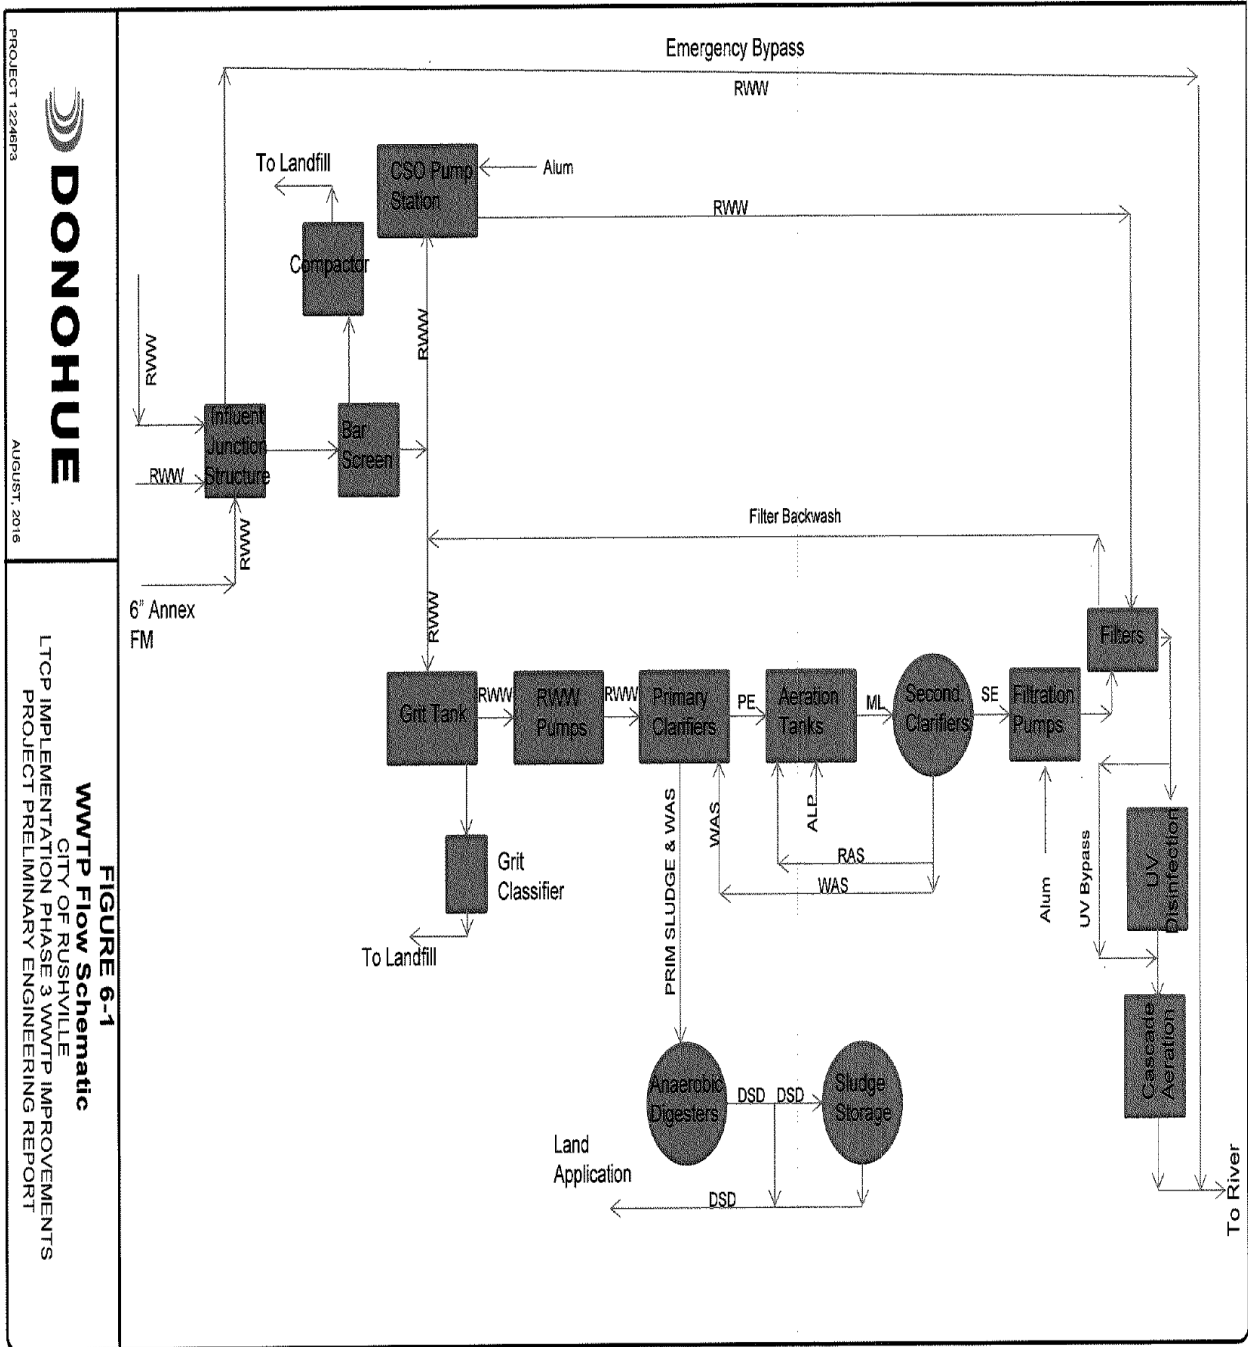 Emergency Bypass
RWW
To Landfill
CSO Pump
Station
Alum
RWW
Compactor
RWW
RWW
Influent
Junction
Structure
Bar
Screen
RWW
RWW
Filter Backwash
6" Annex
FM
RWW
Filters
Grit Tank
RWW
RWW
Pumps
RWW
Primary
Clarifiers
PE
Aeration
Tanks
ML
Second.
Clarifiers
SE
Filtration
Pumps
PRIM SLUDGE & WAS
WAS
ALP
RAS
WAS
Alum
UV Bypass
UV
Disinfection
Grit
Classifier
To Landfill
Cascade
Aeration
Anaerobic
Digesters
DSD
DSD
Sludge
Storage
Land
Application
DSD
To River
DONOHUE
PROJECT 12246P3
AUGUST, 2016
FIGURE 6-1
WWTP Flow Schematic
CITY OF RUSHVILLE
LTCP IMPLEMENTATION PHASE 3 WWTP IMPROVEMENTS
PROJECT PRELIMINARY ENGINEERING REPORT